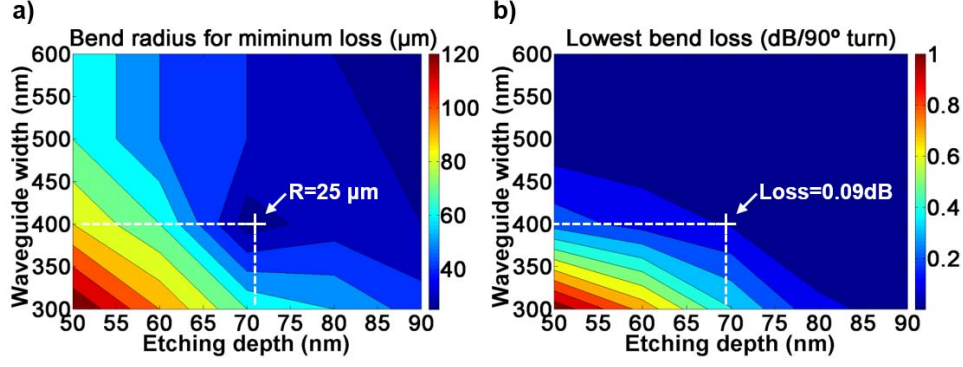 a)
Bend radius for miminum loss (µm)
Waveguide width (nm)
600
550
500
450
400
350
300
50 55 60 65 70 75 80 85 90
Etching depth (nm)
R=25 µm
120
100
80
60
40
b)
Lowest bend loss (dB/90º turn)
Waveguide width (nm)
600
550
500
450
400
350
300
50 55 60 65 70 75 80 85 90
Etching depth (nm)
Loss=0.09dB
1
0.8
0.6
0.4
0.2